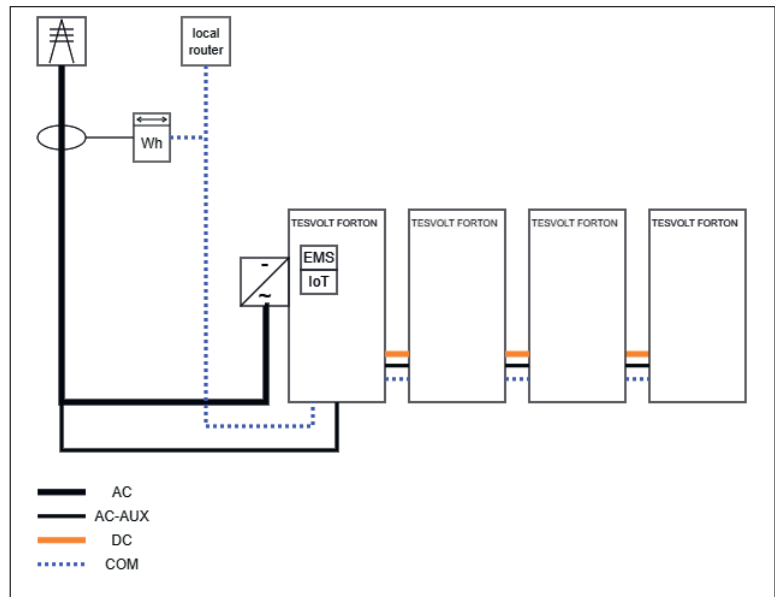 local
router
Wh
TESVOLT FORTON
TESVOLT FORTON
TESVOLT FORTON
TESVOLT FORTON
EMS
IoT
-
~
AC
AC-AUX
DC
COM